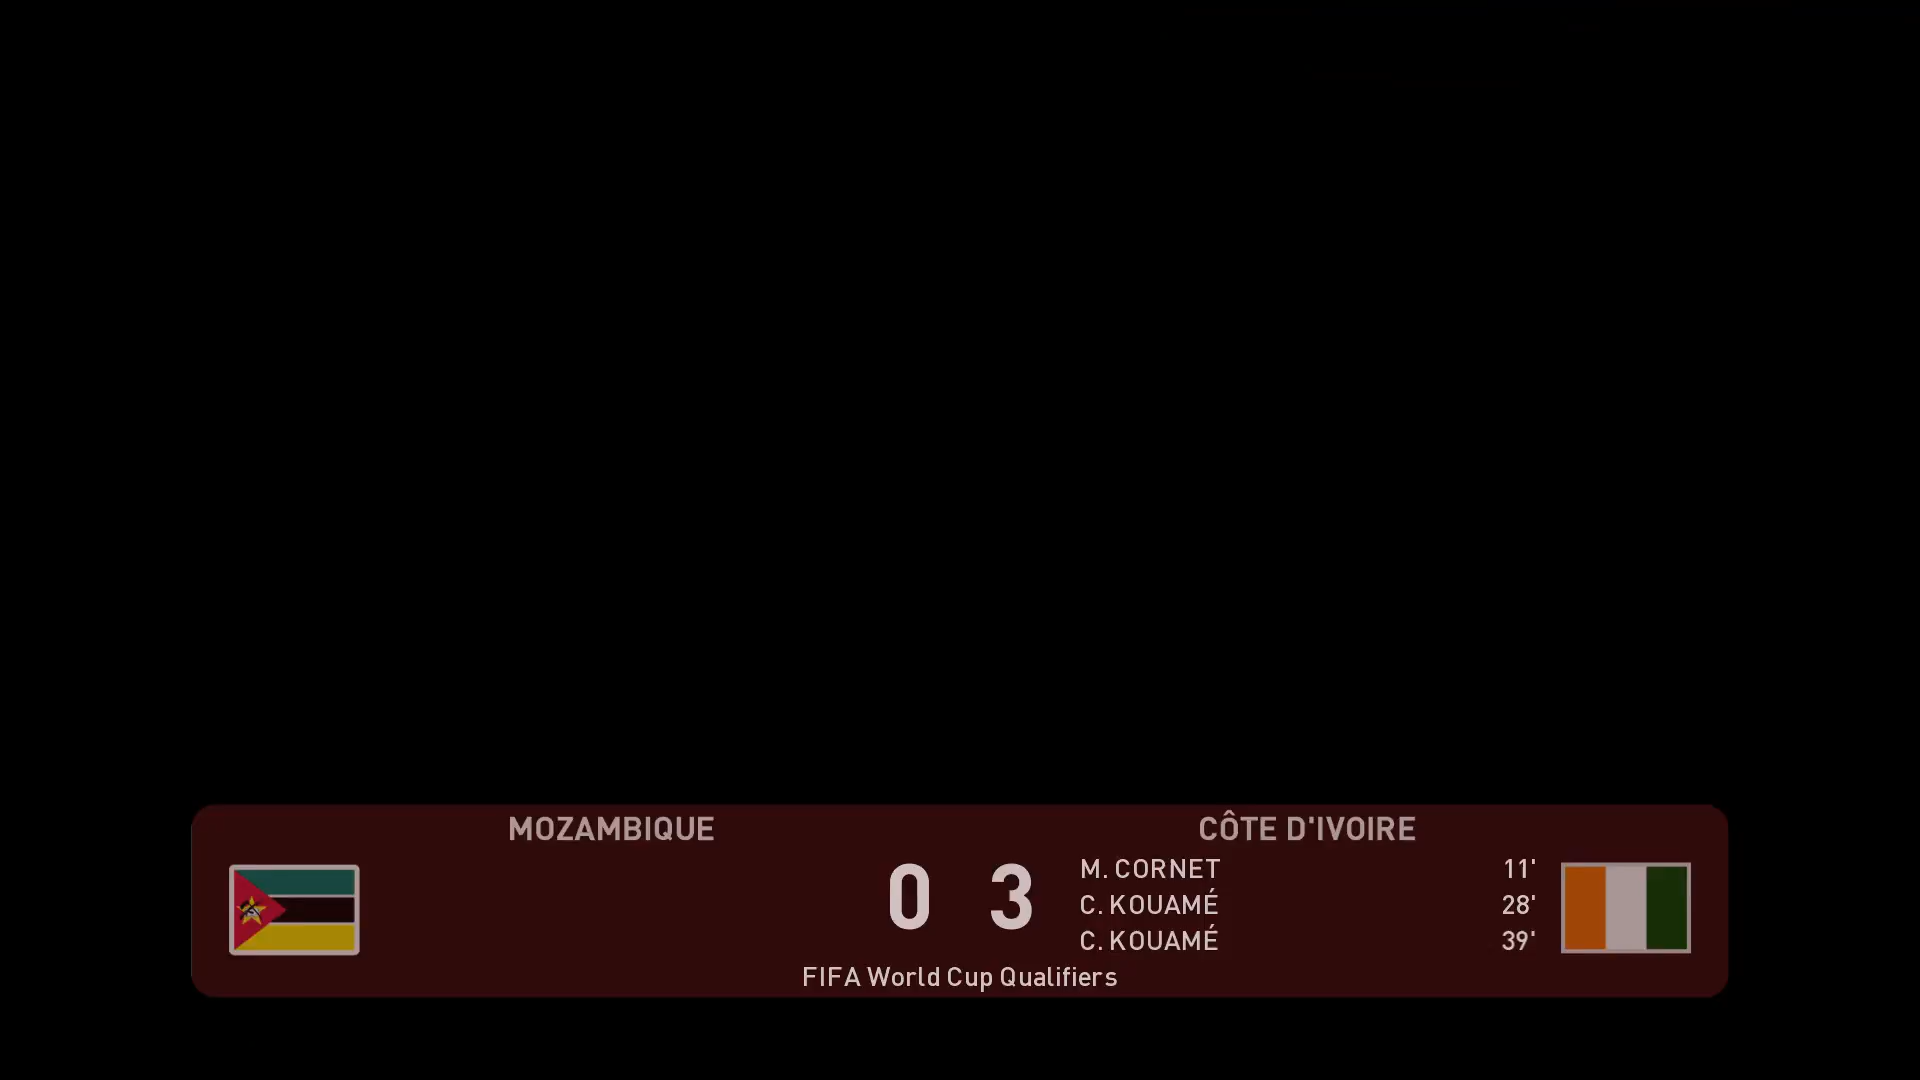 MOZAMBIQUE
CÔTE D'IVOIRE
0 3
M. CORNET 11'
C. KOUAMÉ 28'
C. KOUAMÉ 39'
FIFA World Cup Qualifiers